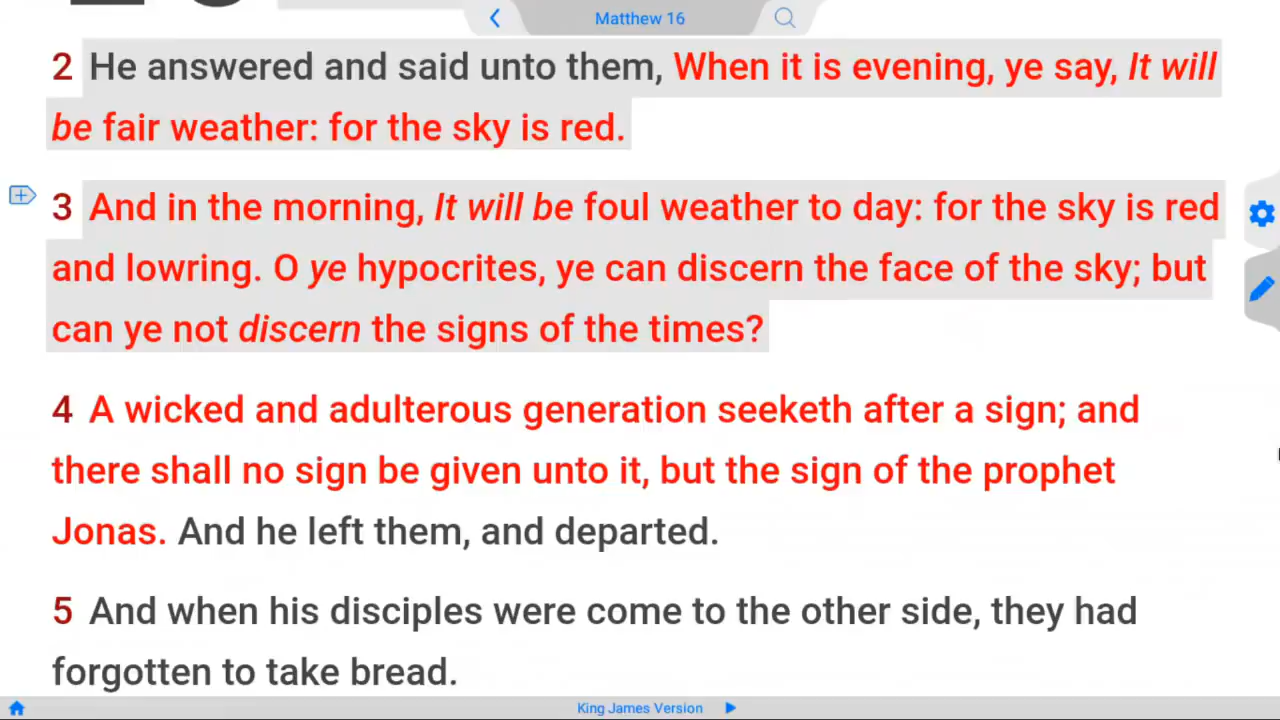 Matthew 16
2 He answered and said unto them, When it is evening, ye say, It will
be fair weather: for the sky is red.
3 And in the morning, It will be foul weather to day: for the sky is red
and lowring. O ye hypocrites, ye can discern the face of the sky; but
can ye not discern the signs of the times?
4 A wicked and adulterous generation seeketh after a sign; and
there shall no sign be given unto it, but the sign of the prophet
Jonas. And he left them, and departed.
5 And when his disciples were come to the other side, they had
forgotten to take bread.
King James Version